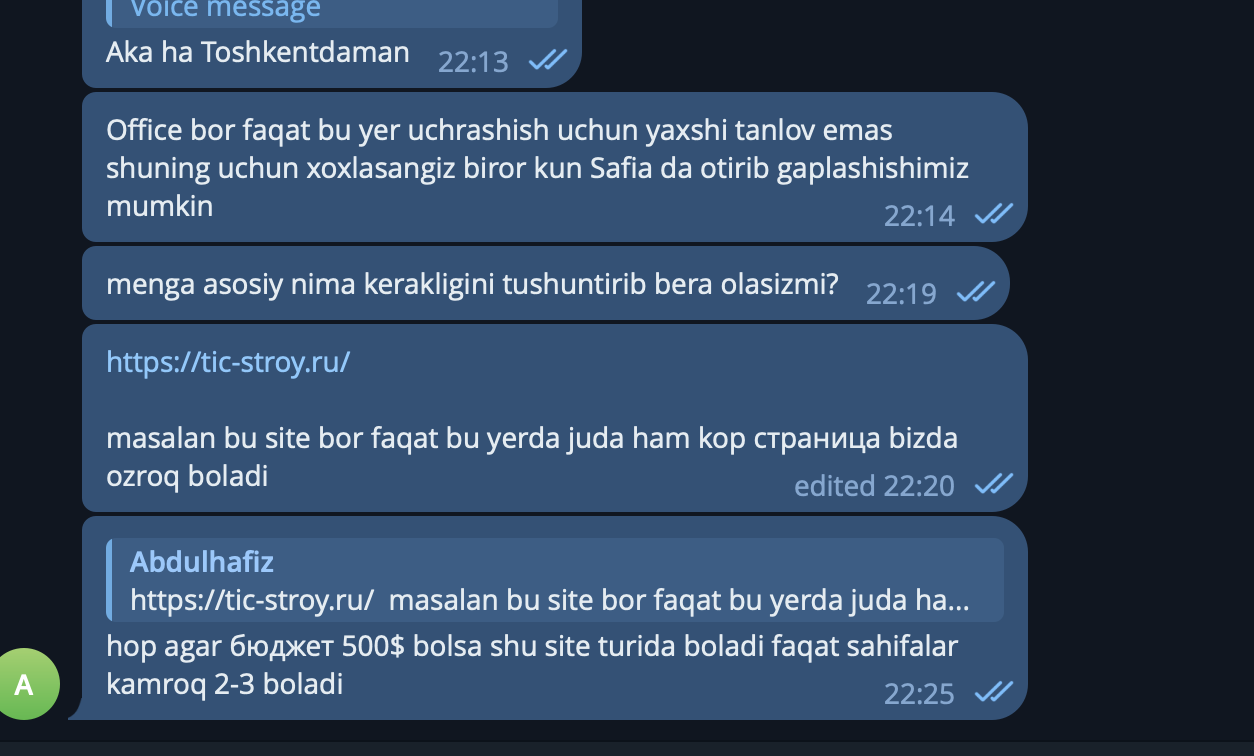 Voice message
Aka ha Toshkentdaman 22:13
Office bor faqat bu yer uchrashish uchun yaxshi tanlov emas
shuning uchun xoxlasangiz biror kun Safia da otirib gaplashishimiz
mumkin 22:14
menga asosiy nima kerakligini tushuntirib bera olasizmi? 22:19
https://tic-stroy.ru/
masalan bu site bor faqat bu yerda juda ham kop страница bizda
ozroq boladi edited 22:20
Abdulhafiz
https://tic-stroy.ru/ masalan bu site bor faqat bu yerda juda ha...
hop agar бюджет 500$ bolsa shu site turida boladi faqat sahifalar
kamroq 2-3 boladi 22:25
A